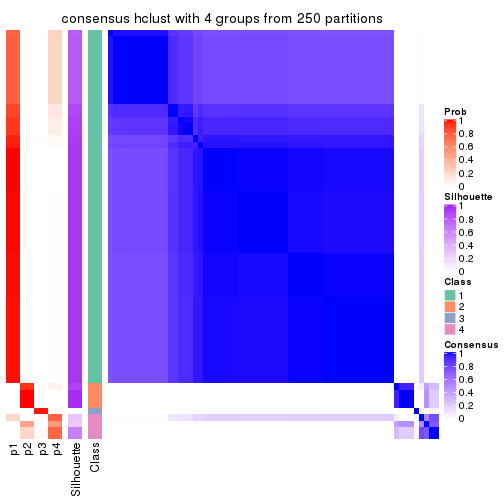 consensus hclust with 4 groups from 250 partitions
Prob
1
0.8
0.6
0.4
0.2
0
Silhouette
1
0.8
0.6
0.4
0.2
0
Class
1
2
3
4
Consensus
1
0.8
0.6
0.4
0.2
0
p1
p2
p3
p4
Silhouette
Class